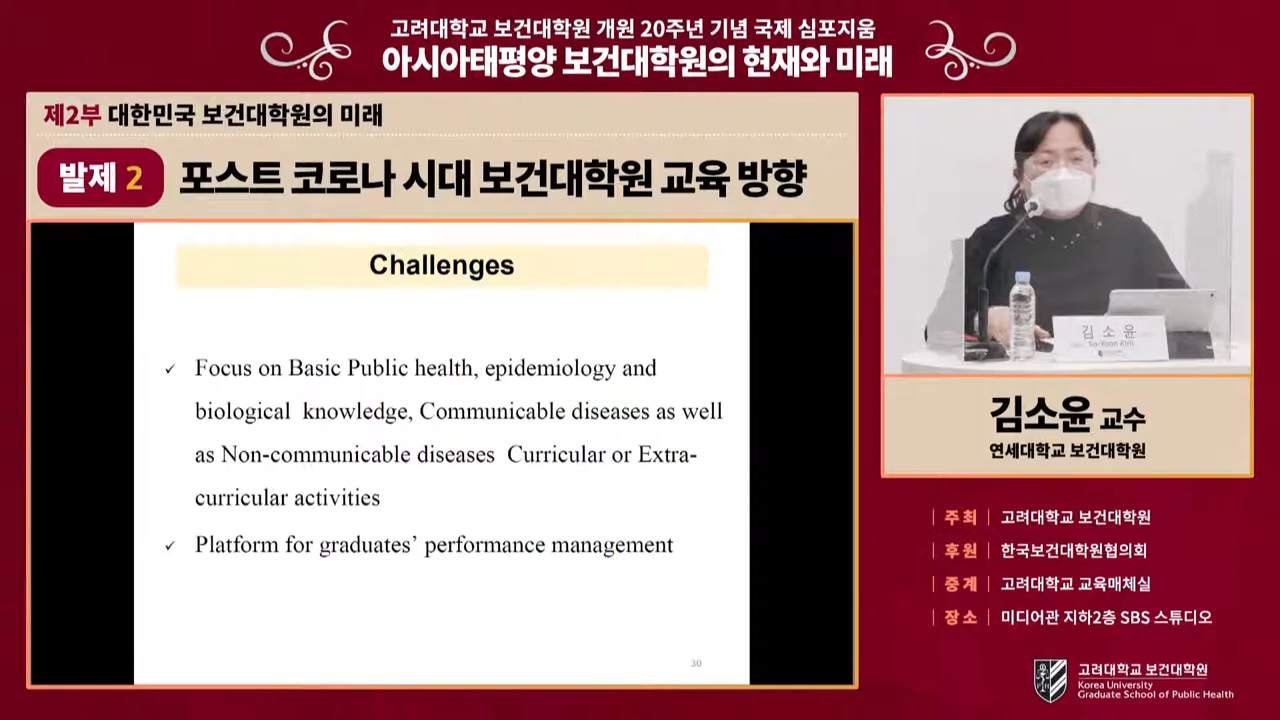 고려대학교 보건대학원 개원 20주년 기념 국제 심포지움
아시아태평양 보건대학원의 현재와 미래
제2부 대한민국 보건대학원의 미래
발제 2 포스트 코로나 시대 보건대학원 교육 방향
Challenges
✓ Focus on Basic Public health, epidemiology and
biological knowledge, Communicable diseases as well
as Non-communicable diseases Curricular or Extra-
curricular activities
✓ Platform for graduates’ performance management
30
김 소 윤
So-Yoon Kim
김소윤 교수
연세대학교 보건대학원
| 주최 | 고려대학교 보건대학원
| 후원 | 한국보건대학원협의회
| 중계 | 고려대학교 교육매체실
| 장소 | 미디어관 지하2층 SBS 스튜디오
고려대학교 보건대학원
Korea University
Graduate School of Public Health